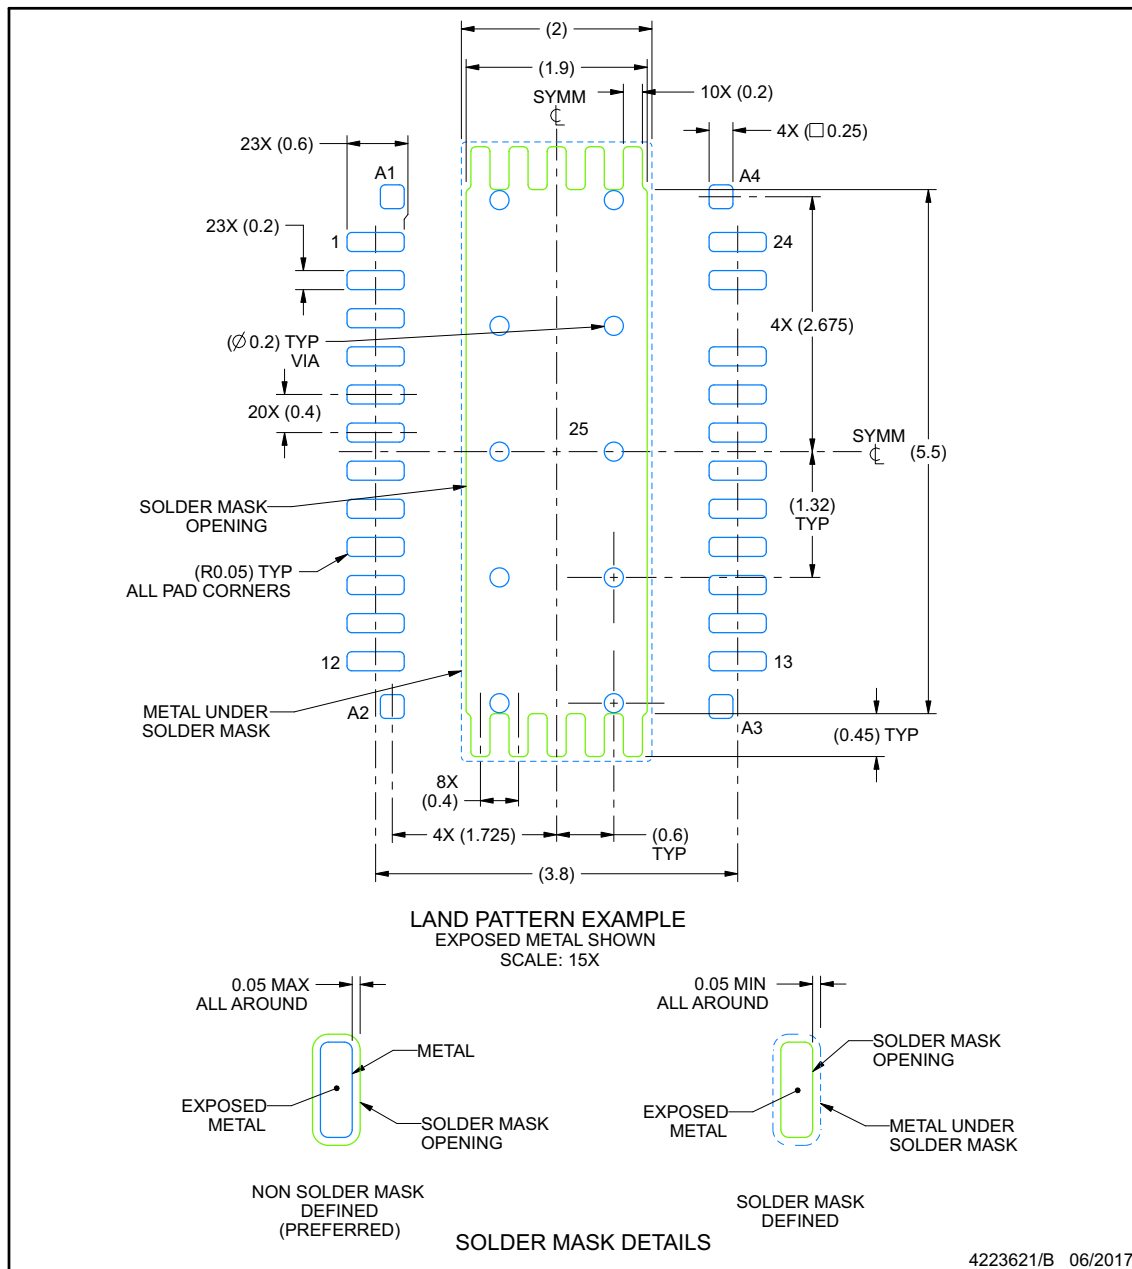 (2)
(1.9)
SYMM
℄
10X (0.2)
4X (□ 0.25)
23X (0.6)
A1
A4
23X (0.2)
1
24
4X (2.675)
(Ø 0.2) TYP
VIA
20X (0.4)
25
SYMM
℄
(5.5)
SOLDER MASK
OPENING
(1.32)
TYP
(R0.05) TYP
ALL PAD CORNERS
12
13
A2
A3
METAL UNDER
SOLDER MASK
(0.45) TYP
8X
(0.4)
4X (1.725)
(0.6)
TYP
(3.8)
LAND PATTERN EXAMPLE
EXPOSED METAL SHOWN
SCALE: 15X
0.05 MAX
ALL AROUND
METAL
EXPOSED
METAL
SOLDER MASK
OPENING
NON SOLDER MASK
DEFINED
(PREFERRED)
0.05 MIN
ALL AROUND
SOLDER MASK
OPENING
EXPOSED
METAL
METAL UNDER
SOLDER MASK
SOLDER MASK
DEFINED
SOLDER MASK DETAILS
4223621/B 06/2017